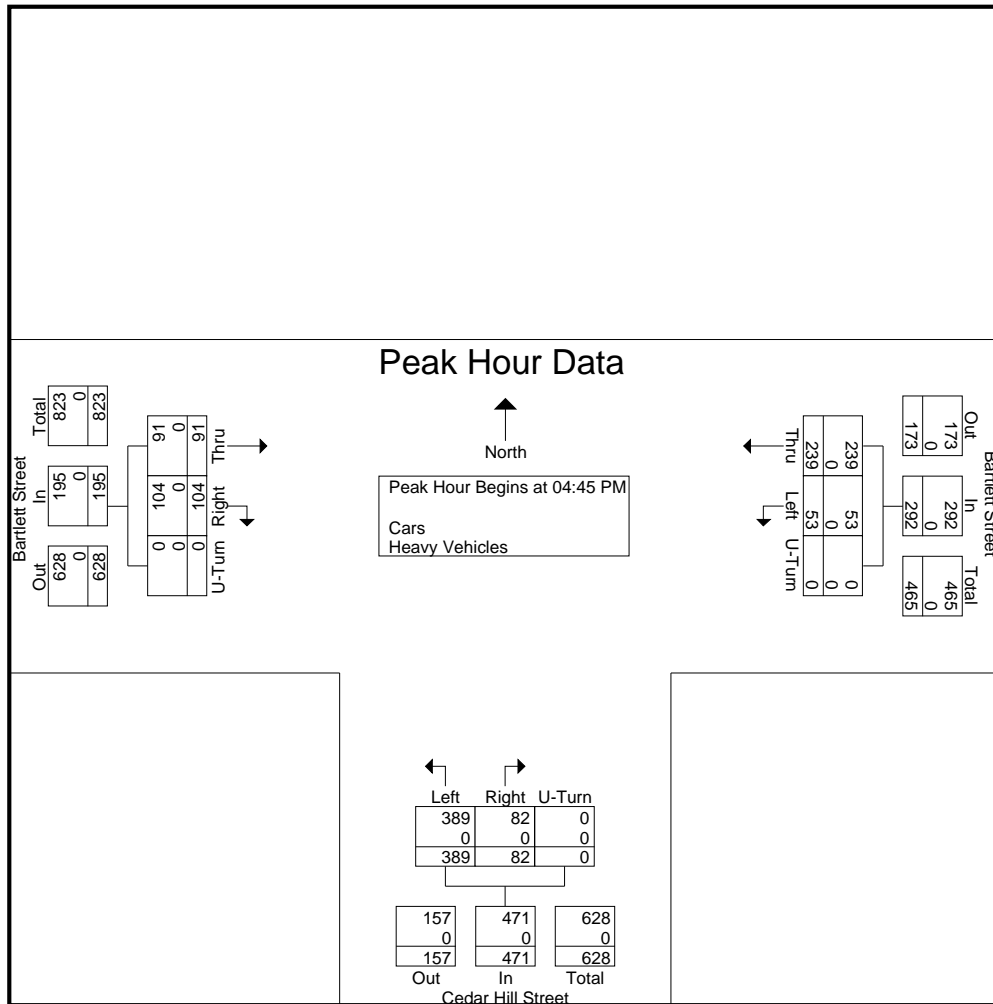 Peak Hour Data
North
Peak Hour Begins at 04:45 PM
Cars
Heavy Vehicles
Bartlett Street
Total
823
0
823
In
195
0
195
Out
628
0
628
Thru
91
0
91
Right
104
0
104
U-Turn
0
0
0
Thru
239
0
239
Left
53
0
53
U-Turn
0
0
0
Out
173
0
173
In
292
0
292
Total
465
0
465
Bartlett Street
Left Right U-Turn
389 82 0
0 0 0
389 82 0
157 471 628
0 0 0
157 471 628
Out In Total
Cedar Hill Street